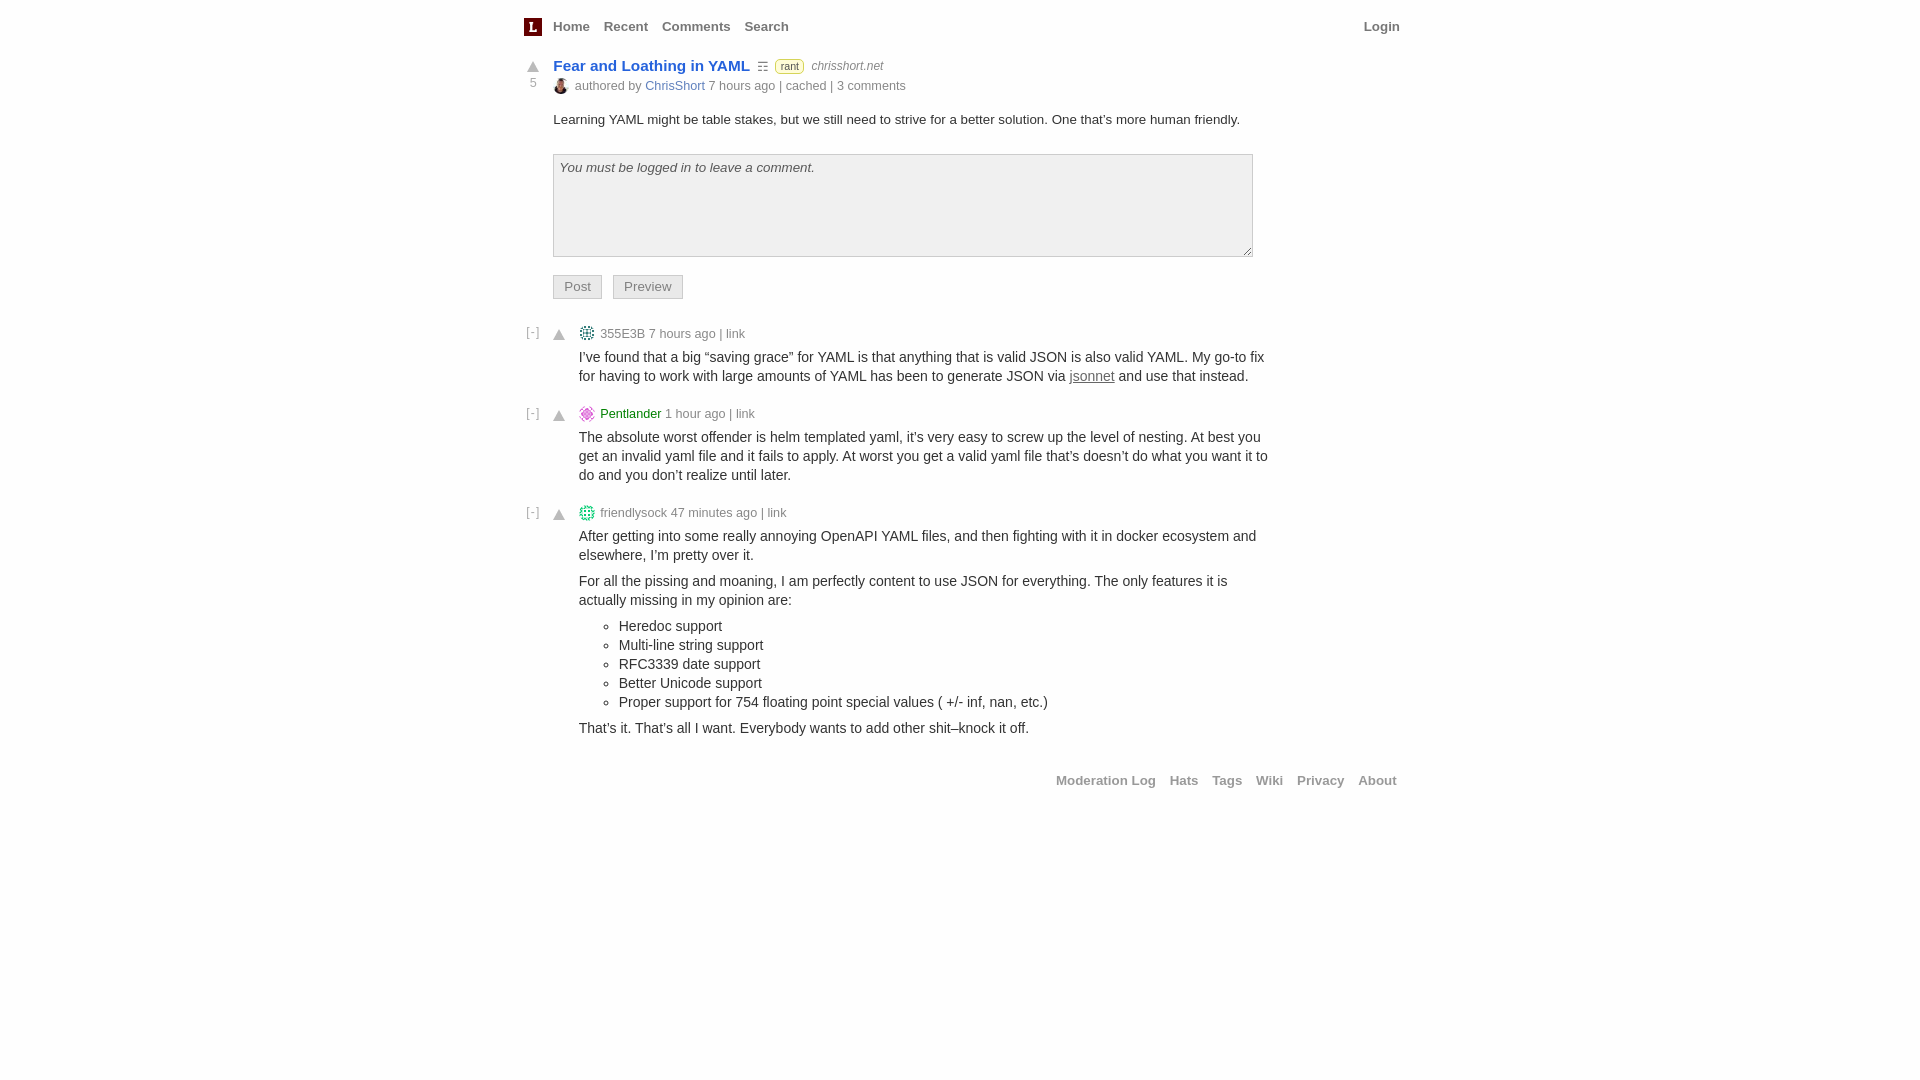 L Home Recent Comments Search Login
Fear and Loathing in YAML ☶ rant chrisshort.net
5
authored by ChrisShort 7 hours ago | cached | 3 comments
Learning YAML might be table stakes, but we still need to strive for a better solution. One that’s more human friendly.
You must be logged in to leave a comment.
Post Preview
[-] 355E3B 7 hours ago | link
I’ve found that a big “saving grace” for YAML is that anything that is valid JSON is also valid YAML. My go-to fix
for having to work with large amounts of YAML has been to generate JSON via jsonnet and use that instead.
[-] Pentlander 1 hour ago | link
The absolute worst offender is helm templated yaml, it’s very easy to screw up the level of nesting. At best you
get an invalid yaml file and it fails to apply. At worst you get a valid yaml file that’s doesn’t do what you want it to
do and you don’t realize until later.
[-] friendlysock 47 minutes ago | link
After getting into some really annoying OpenAPI YAML files, and then fighting with it in docker ecosystem and
elsewhere, I’m pretty over it.
For all the pissing and moaning, I am perfectly content to use JSON for everything. The only features it is
actually missing in my opinion are:
Heredoc support
Multi-line string support
RFC3339 date support
Better Unicode support
Proper support for 754 floating point special values ( +/- inf, nan, etc.)
That’s it. That’s all I want. Everybody wants to add other shit–knock it off.
Moderation Log Hats Tags Wiki Privacy About